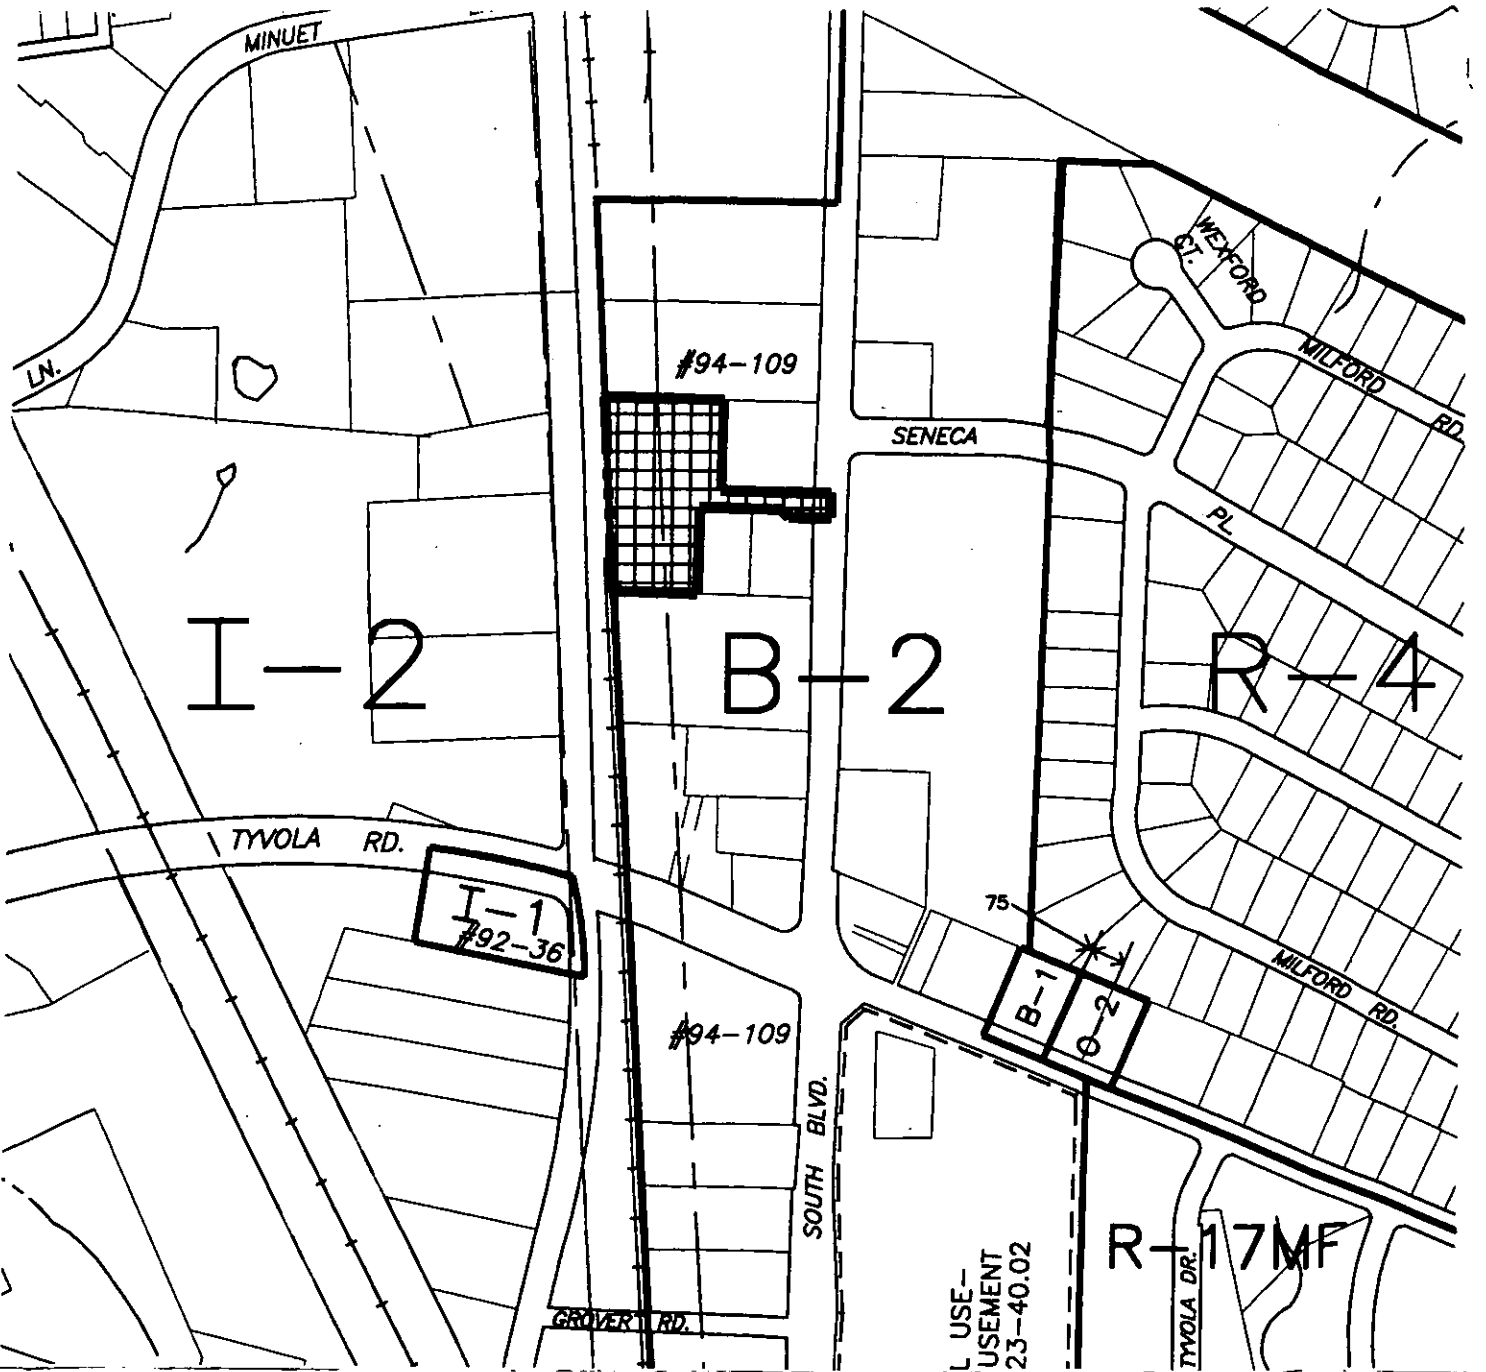 MINUET
LN.
WEXFORD
CT.
MILFORD
RD.
#94-109
SENECA
PL.
I-2
B-2
R-4
TYVOLA RD.
I-1
#92-36
75
B-1
O-2
MILFORD RD.
#94-109
SOUTH BLVD.
R-17MF
TYVOLA DR.
L USE-
USEMENT
23-40.02
GROVER RD.